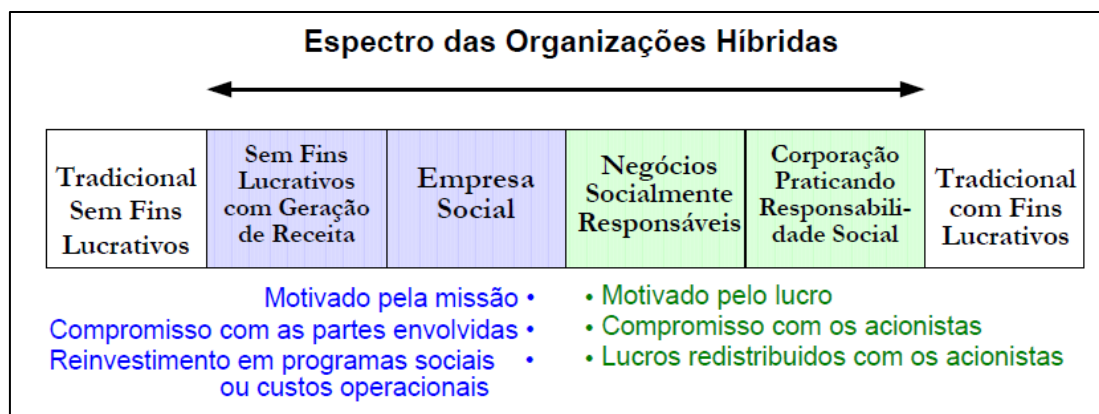 Espectro das Organizações Híbridas
Tradicional
Sem Fins
Lucrativos
Sem Fins
Lucrativos
com Geração
de Receita
Empresa
Social
Negócios
Socialmente
Responsáveis
Corporação
Praticando
Responsabili-
dade Social
Tradicional
com Fins
Lucrativos
Motivado pela missão •
Compromisso com as partes envolvidas •
Reinvestimento em programas sociais •
ou custos operacionais
• Motivado pelo lucro
• Compromisso com os acionistas
• Lucros redistribuidos com os acionistas